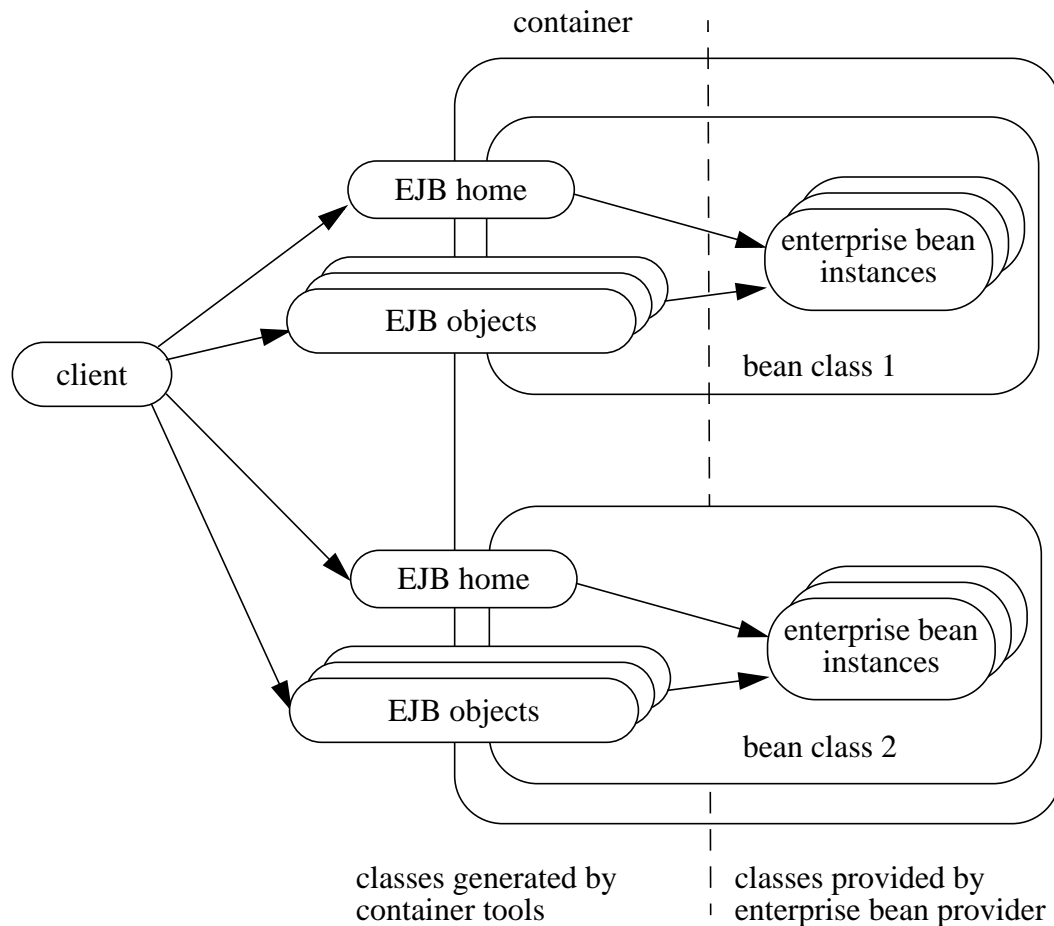 container
EJB home
enterprise bean
instances
EJB objects
bean class 1
client
EJB home
enterprise bean
instances
EJB objects
bean class 2
classes generated by
container tools
classes provided by
enterprise bean provider